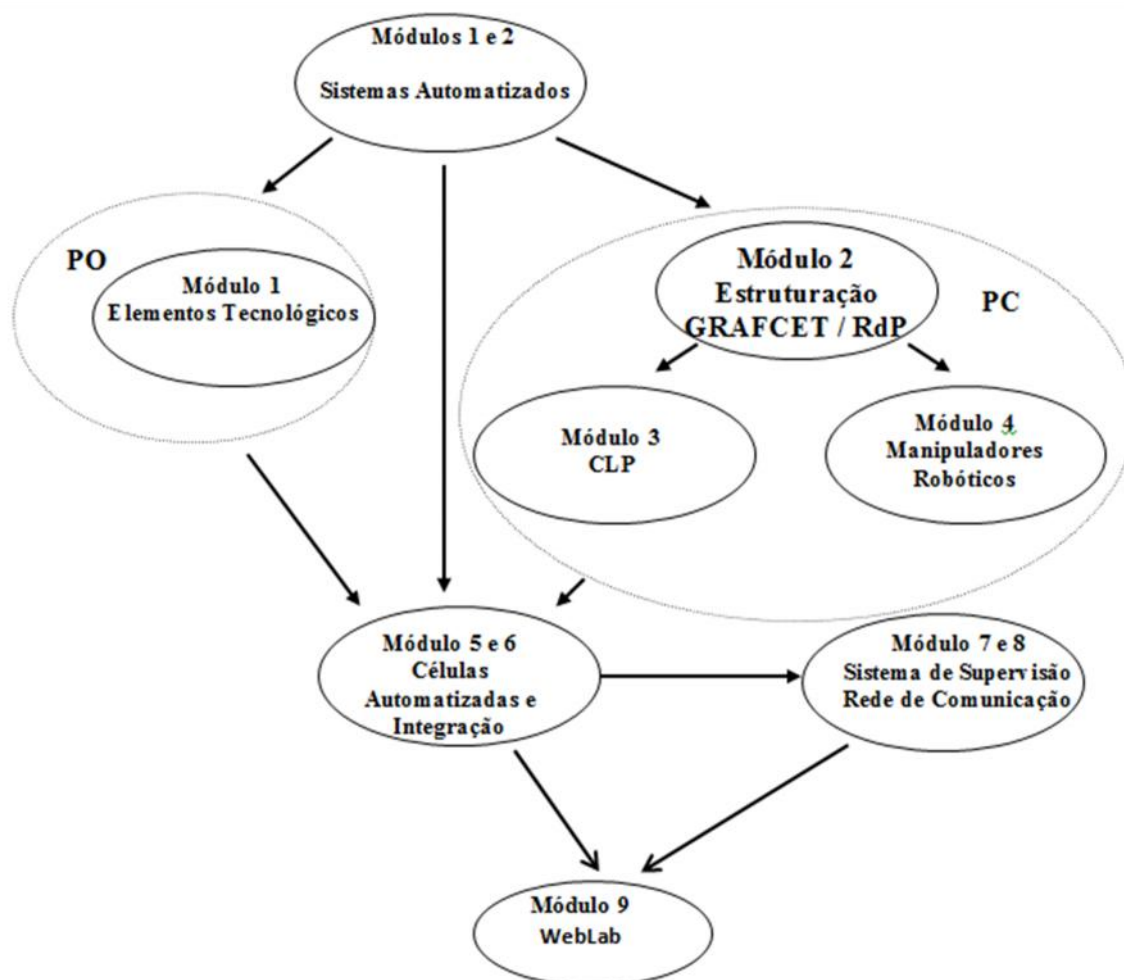 Módulos 1 e 2
Sistemas Automatizados
PO
Módulo 1
Elementos Tecnológicos
Módulo 2
Estruturação
GRAFCET / RdP
PC
Módulo 3
CLP
Módulo 4
Manipuladores
Robóticos
Módulo 5 e 6
Células
Automatizadas e
Integração
Módulo 7 e 8
Sistema de Supervisão
Rede de Comunicação
Módulo 9
WebLab